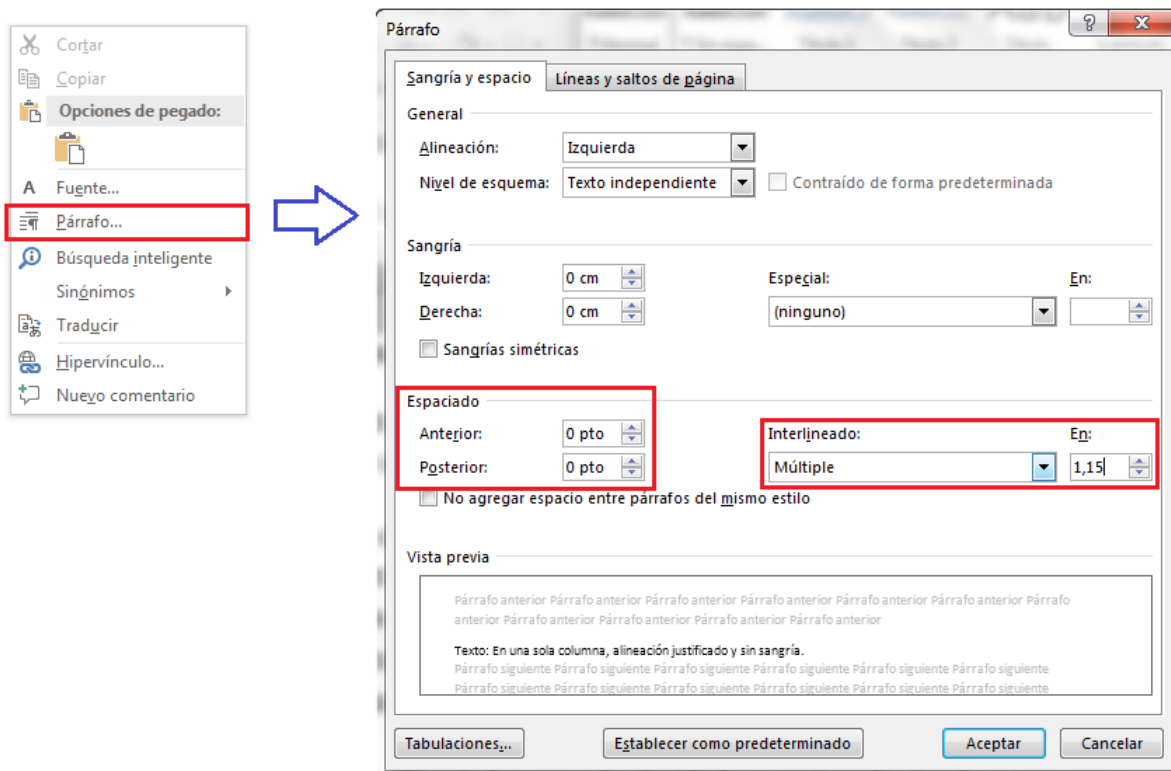 Cortar
Copiar
Opciones de pegado:
A Fuente...
Párrafo...
Búsqueda inteligente
Sinónimos
Traducir
Hipervínculo...
Nuevo comentario
Párrafo
Sangría y espacio Líneas y saltos de página
General
Alineación: Izquierda
Nivel de esquema: Texto independiente Contraído de forma predeterminada
Sangría
Izquierda: 0 cm Especial: En:
Derecha: 0 cm (ninguno)
Sangrías simétricas
Espaciado
Anterior: 0 pto Interlineado: En:
Posterior: 0 pto Múltiple 1,15
No agregar espacio entre párrafos del mismo estilo
Vista previa
Párrafo anterior Párrafo anterior Párrafo anterior Párrafo anterior Párrafo anterior Párrafo anterior Párrafo
anterior Párrafo anterior Párrafo anterior Párrafo anterior Párrafo anterior
Texto: En una sola columna, alineación justificado y sin sangría.
Párrafo siguiente Párrafo siguiente Párrafo siguiente Párrafo siguiente Párrafo siguiente Párrafo siguiente
Párrafo siguiente Párrafo siguiente Párrafo siguiente Párrafo siguiente Párrafo siguiente Párrafo siguiente
Tabulaciones... Establecer como predeterminado Aceptar Cancelar